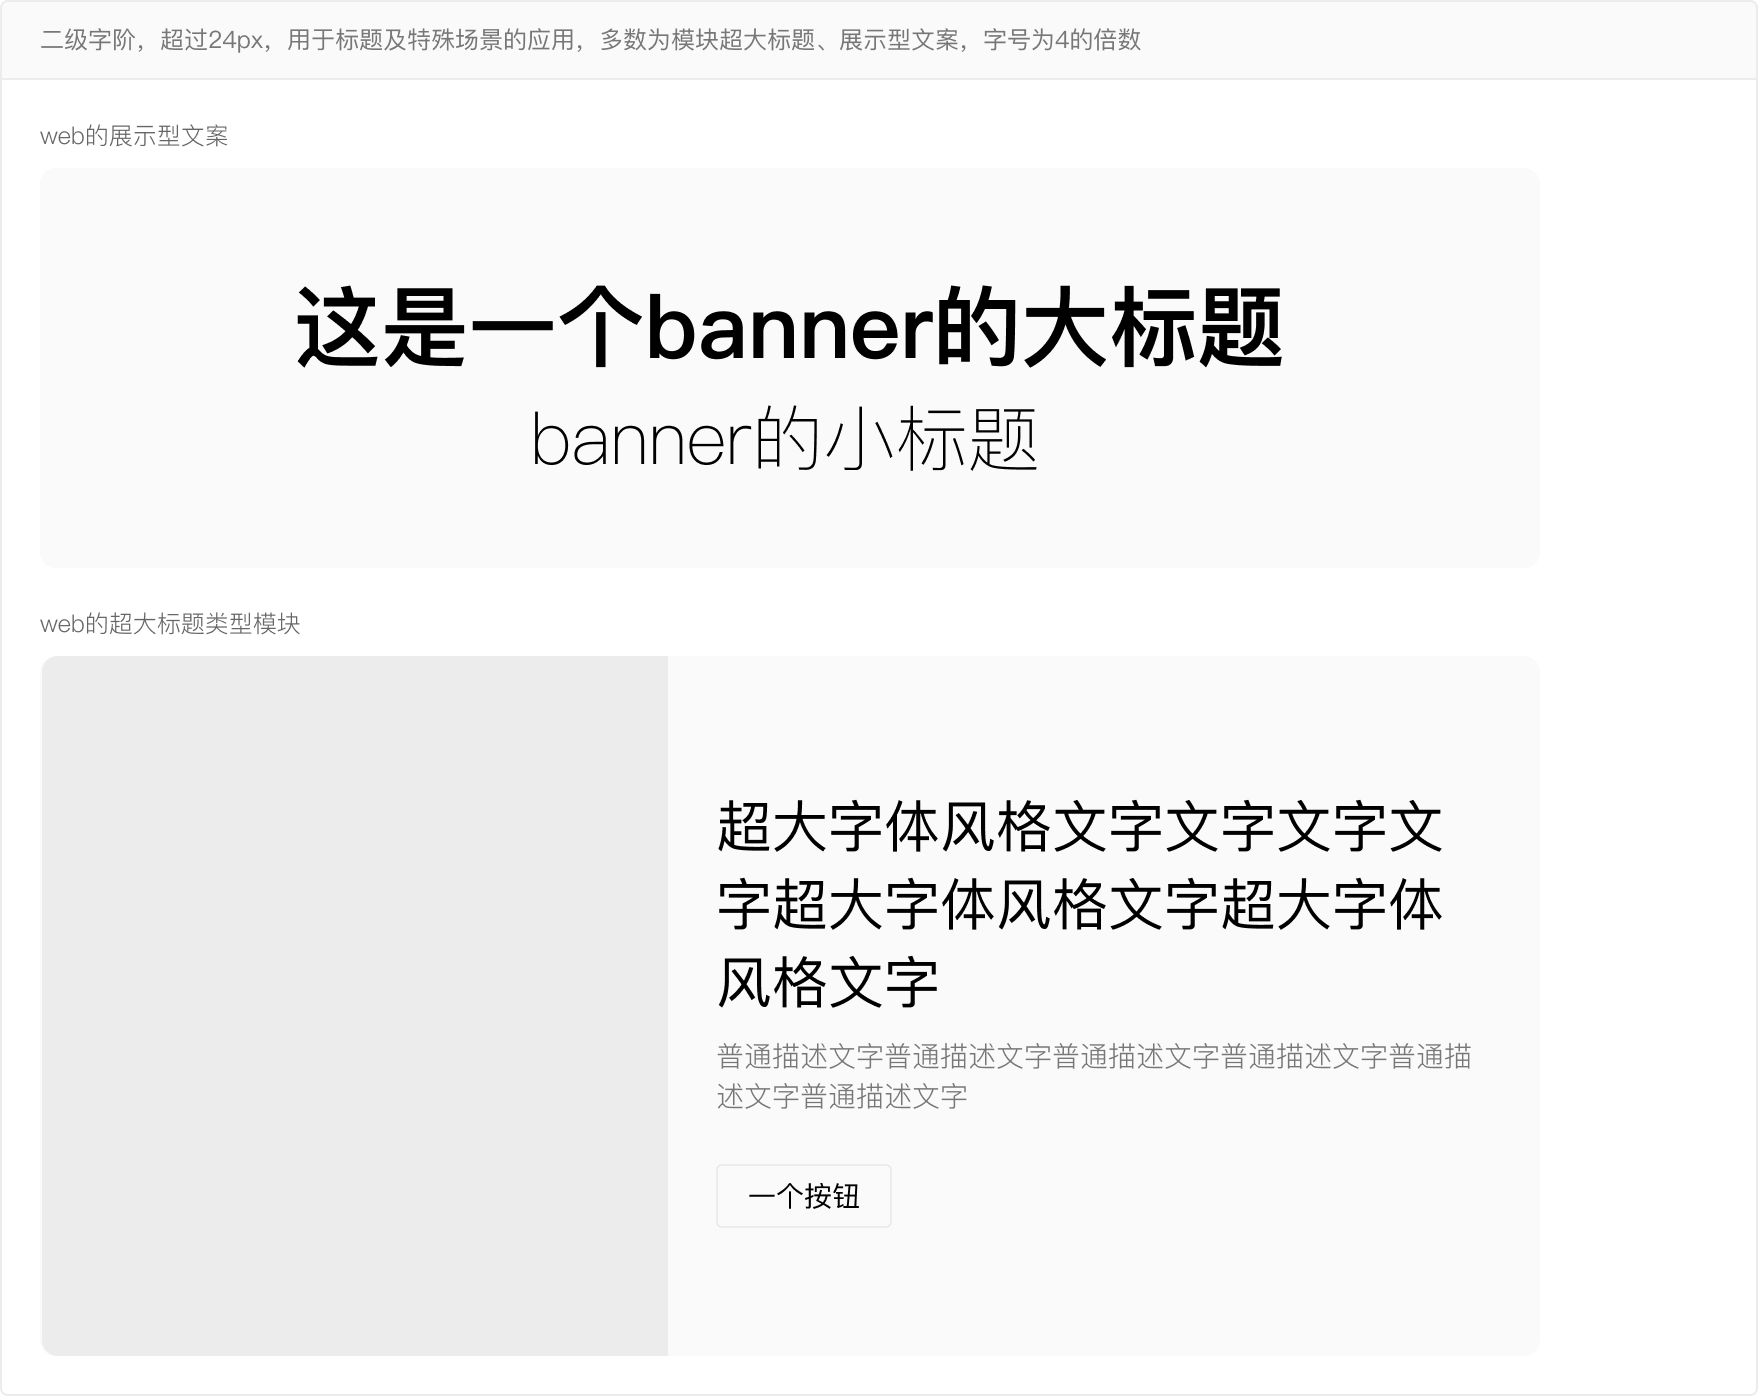 二级字阶，超过24px，用于标题及特殊场景的应用，多数为模块超大标题、展示型文案，字号为4的倍数
web的展示型文案
这是一个banner的大标题
banner的小标题
web的超大标题类型模块
超大字体风格文字文字文字文
字超大字体风格文字超大字体
风格文字
普通描述文字普通描述文字普通描述文字普通描述文字普通描
述文字普通描述文字
一个按钮